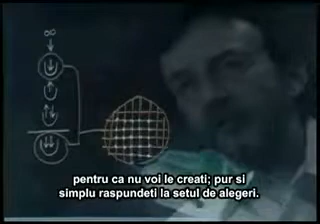 ∞
pentru ca nu voi le creati; pur si
simplu raspundeti la setul de alegeri.